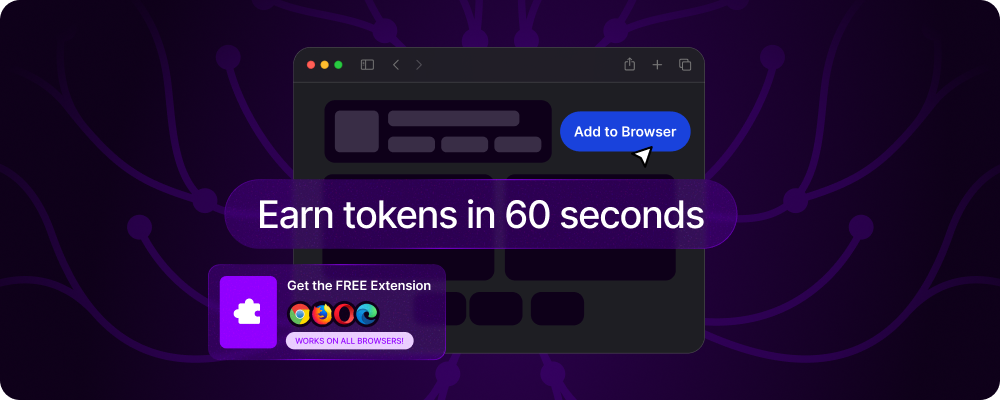 Add to Browser
Earn tokens in 60 seconds
Get the FREE Extension
WORKS ON ALL BROWSERS!